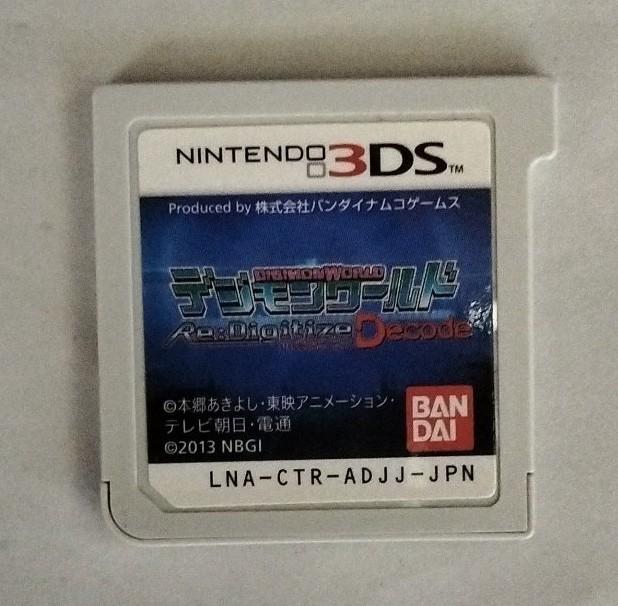 NINTENDO 3DS™
Produced by 株式会社バンダイナムコゲームス
DIGIMON WORLD
デジモンワールド
Re:Digitize Decode
©本郷あきよし・東映アニメーション・
テレビ朝日・電通
©2013 NBGI
BAN
DAI
LNA-CTR-ADJJ-JPN